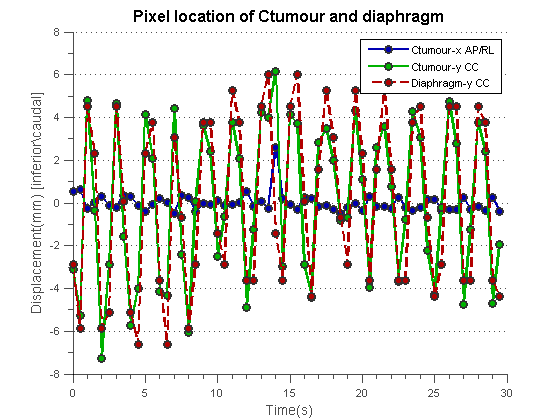 Pixel location of Ctumour and diaphragm
Ctumour-x AP/RL
Ctumour-y CC
Diaphragm-y CC
8
6
4
2
0
-2
-4
-6
-8
Displacement(mm) [inferior\caudal]
0 5 10 15 20 25 30
Time(s)